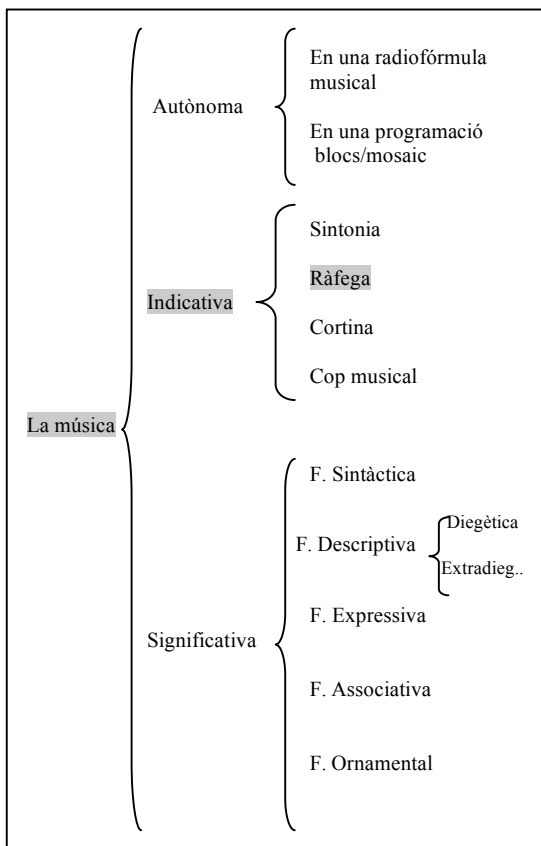 La música
Autònoma
En una radiofórmula
musical
En una programació
blocs/mosaic
Indicativa
Sintonia
Ràfega
Cortina
Cop musical
Significativa
F. Sintàctica
F. Descriptiva
Diegètica
Extradieg..
F. Expressiva
F. Associativa
F. Ornamental